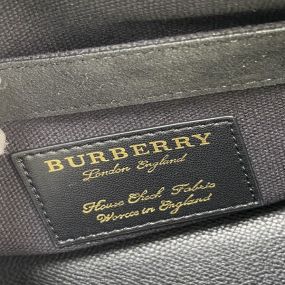 BURBERRY
London England
House Check Fabric
Woven in England